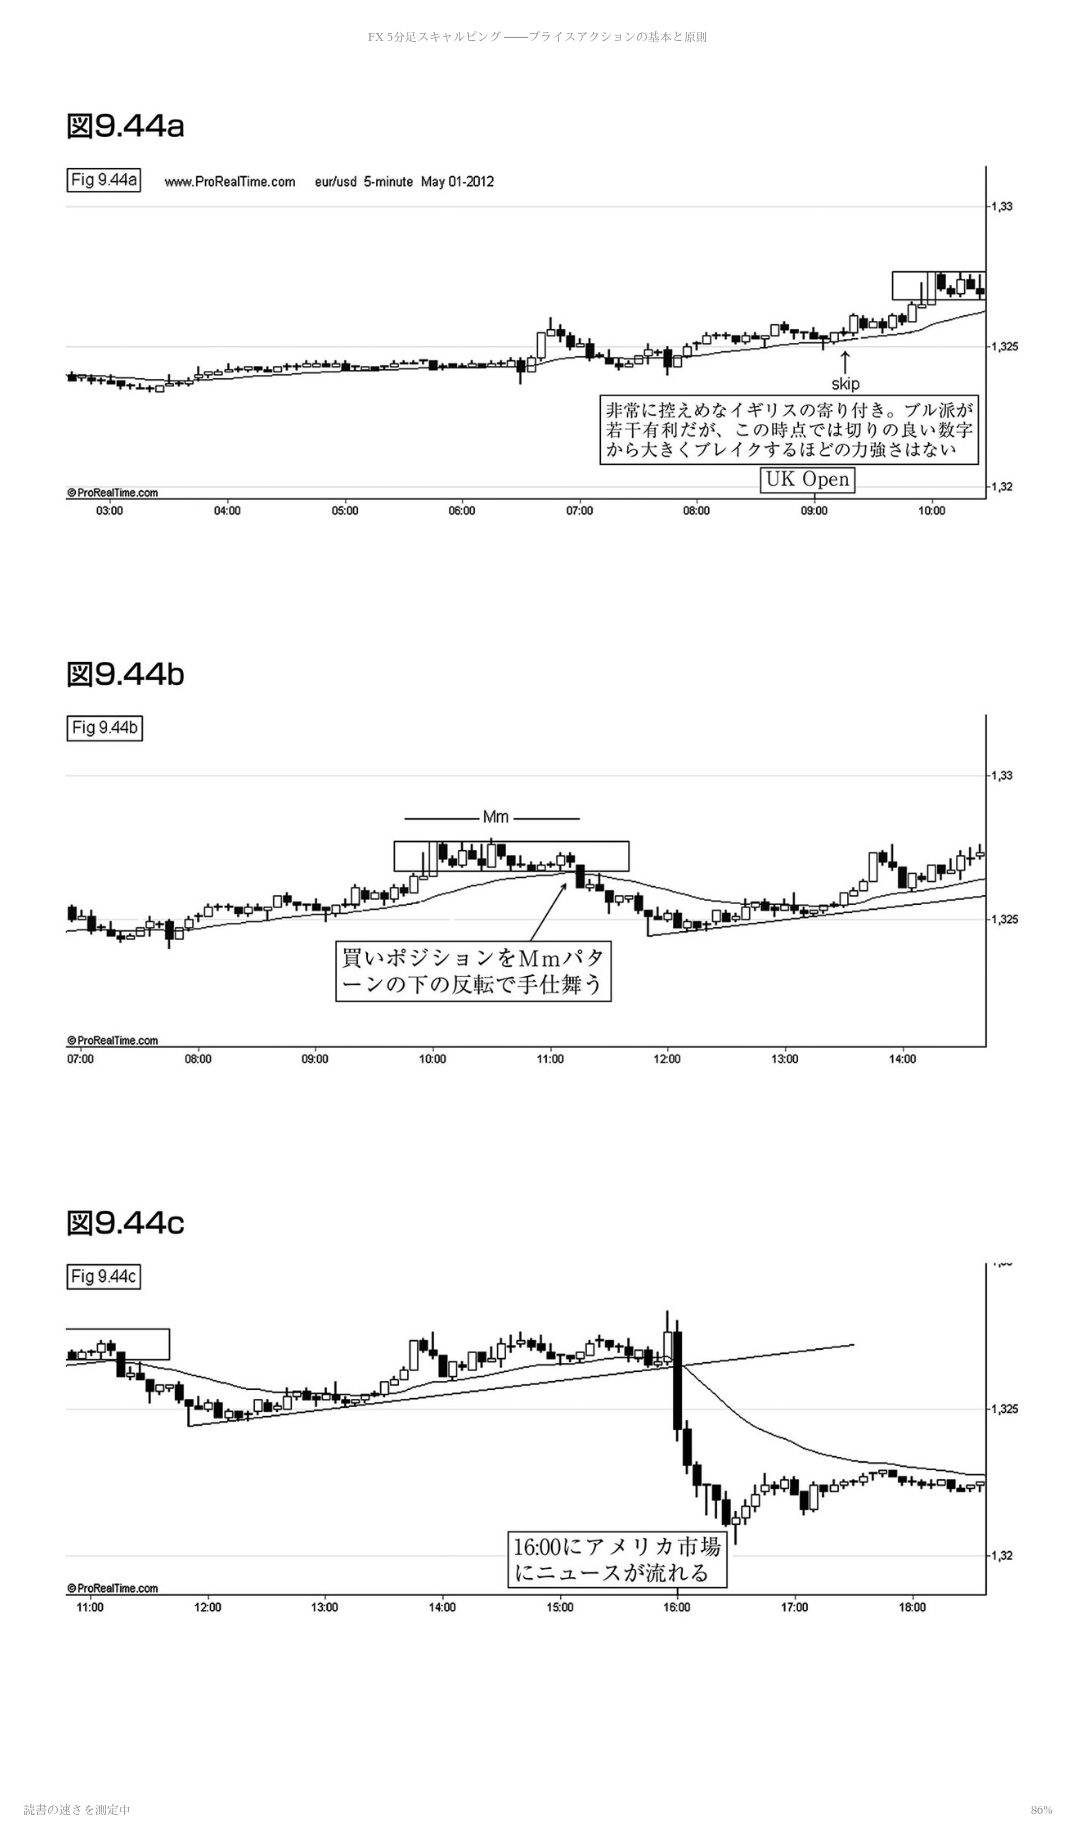 FX 5分足スキャルピング ――プライスアクションの基本と原則
図9.44a
Fig 9.44a www.ProRealTime.com eur/usd 5-minute May 01-2012
1,33
1,325
skip
非常に控えめなイギリスの寄り付き。ブル派が
若干有利だが、この時点では切りの良い数字
から大きくブレイクするほどの力強さはない
UK Open
1,32
©ProRealTime.com
03:00 04:00 05:00 06:00 07:00 08:00 09:00 10:00
図9.44b
Fig 9.44b
1,33
Mm
1,325
買いポジションをMmパタ
ーンの下の反転で手仕舞う
©ProRealTime.com
07:00 08:00 09:00 10:00 11:00 12:00 13:00 14:00
図9.44c
Fig 9.44c
1,325
16:00にアメリカ市場
にニュースが流れる
1,32
©ProRealTime.com
11:00 12:00 13:00 14:00 15:00 16:00 17:00 18:00
読書の速さを測定中 86%